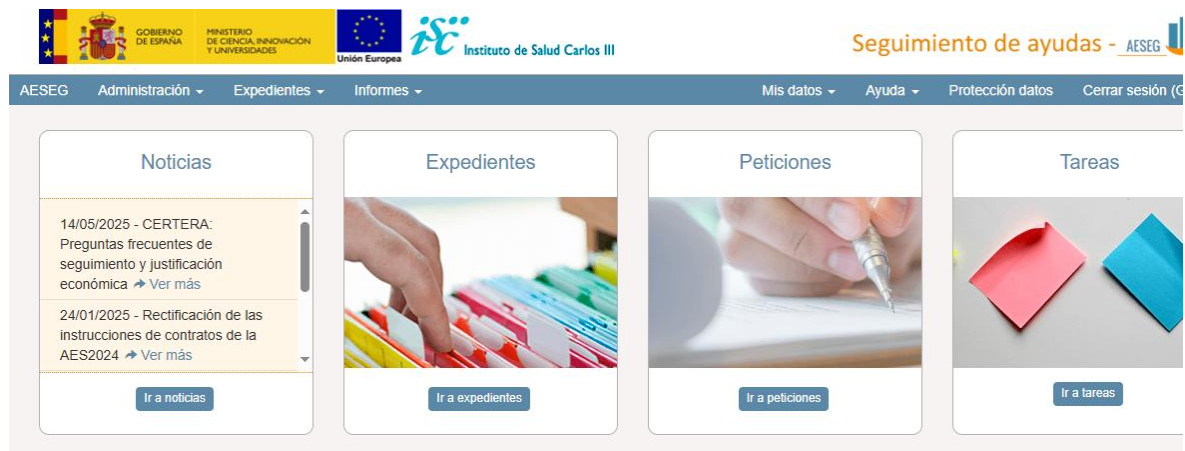 GOBIERNO
DE ESPAÑA
MINISTERIO
DE CIENCIA, INNOVACIÓN
Y UNIVERSIDADES
Unión Europea
isc Instituto de Salud Carlos III
Seguimiento de ayudas - AESEG
AESEG Administración Expedientes Informes Mis datos Ayuda Protección datos Cerrar sesión (G
Noticias
14/05/2025 - CERTERA:
Preguntas frecuentes de
seguimiento y justificación
económica Ver más
24/01/2025 - Rectificación de las
instrucciones de contratos de la
AES2024 Ver más
Ir a noticias
Expedientes
Ir a expedientes
Peticiones
Ir a peticiones
Tareas
Ir a tareas